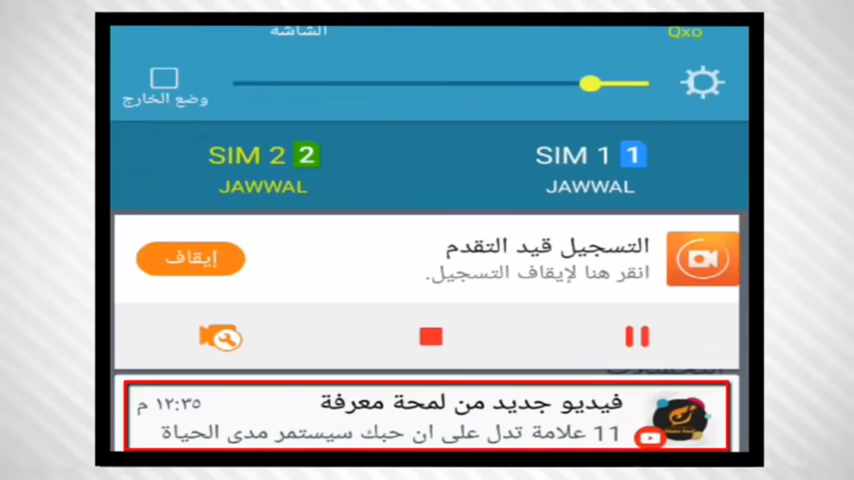 الشاشة
Qxo
وضع الخارج
SIM 1 1
JAWWAL
SIM 2 2
JAWWAL
التسجيل قيد التقدم
انقر هنا لإيقاف التسجيل.
إيقاف
فيديو جديد من لمحة معرفة
١٢:٣٥ م
11 علامة تدل على ان حبك سيستمر مدى الحياة